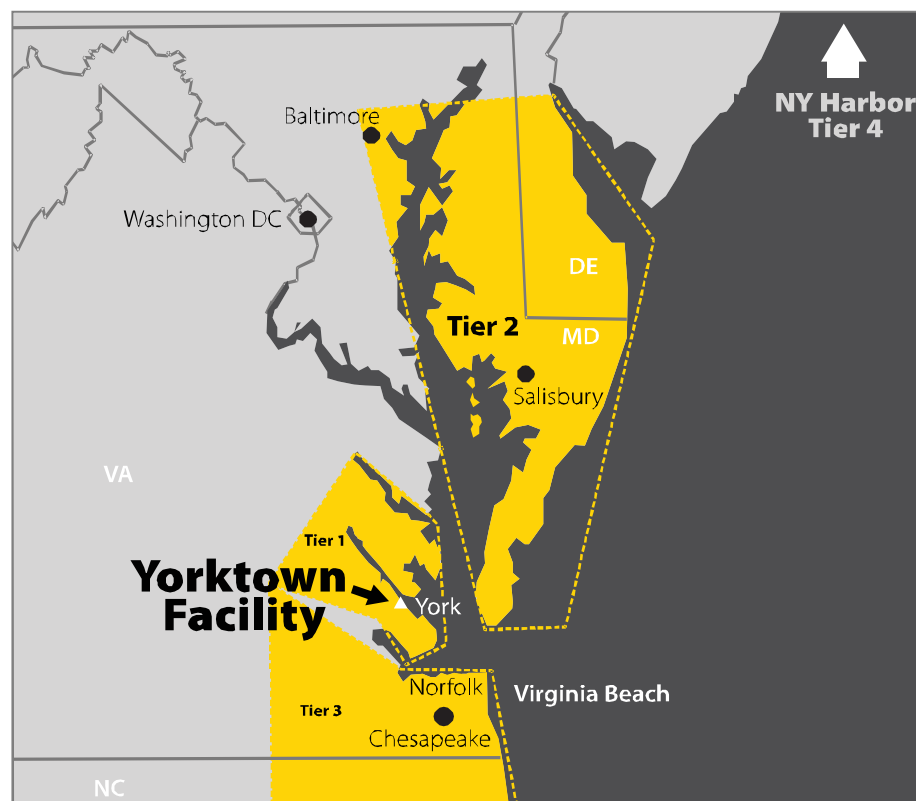 NY Harbor
Tier 4
Baltimore
Washington DC
DE
Tier 2
MD
Salisbury
VA
Tier 1
Yorktown
Facility
York
Norfolk
Virginia Beach
Tier 3
Chesapeake
NC